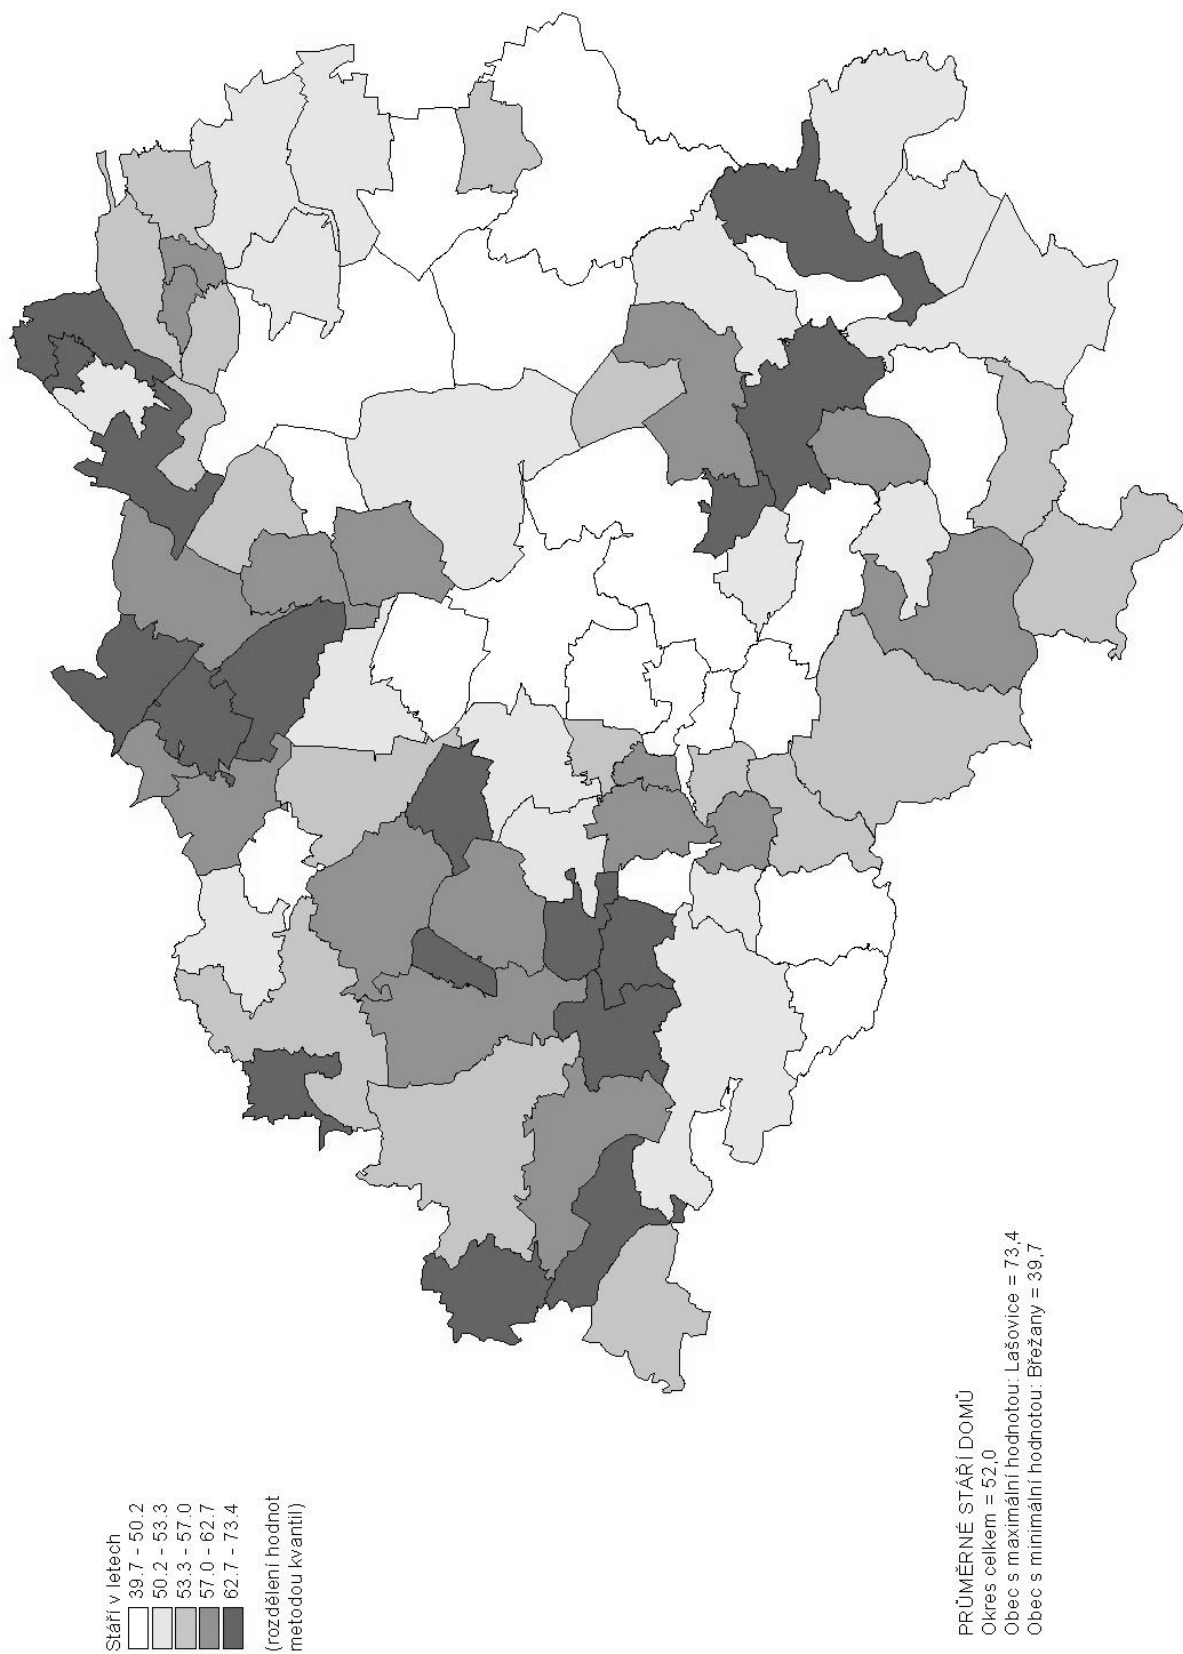 Stáří v letech
39.7 - 50.2
50.2 - 53.3
53.3 - 57.0
57.0 - 62.7
62.7 - 73.4
(rozdělení hodnot
metodou kvantil)
PRŮMĚRNÉ STÁŘÍ DOMŮ
Okres celkem = 52,0
Obec s maximální hodnotou: Lašovice = 73,4
Obec s minimální hodnotou: Břežany = 39,7